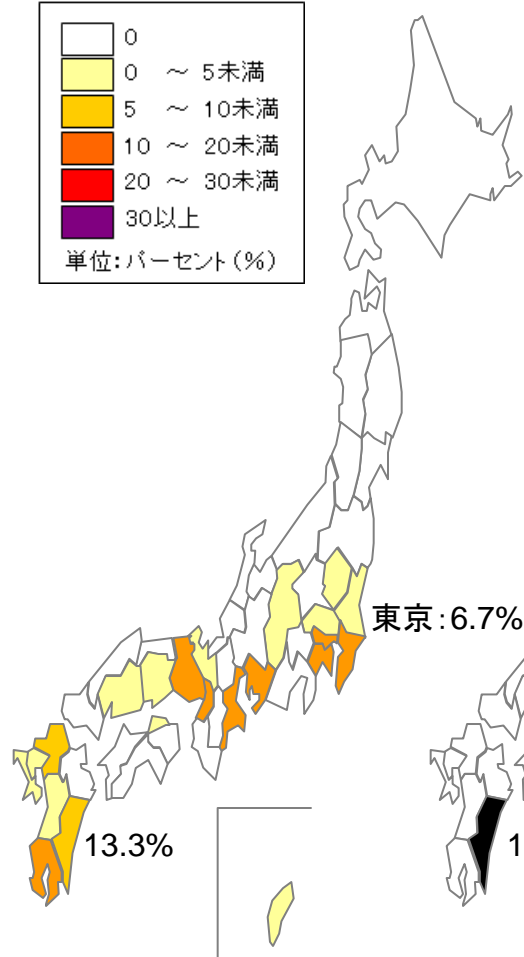 0
0 ～ 5未満
5 ～ 10未満
10 ～ 20未満
20 ～ 30未満
30以上
単位:パーセント(%)
東京:6.7%
13.3%
1